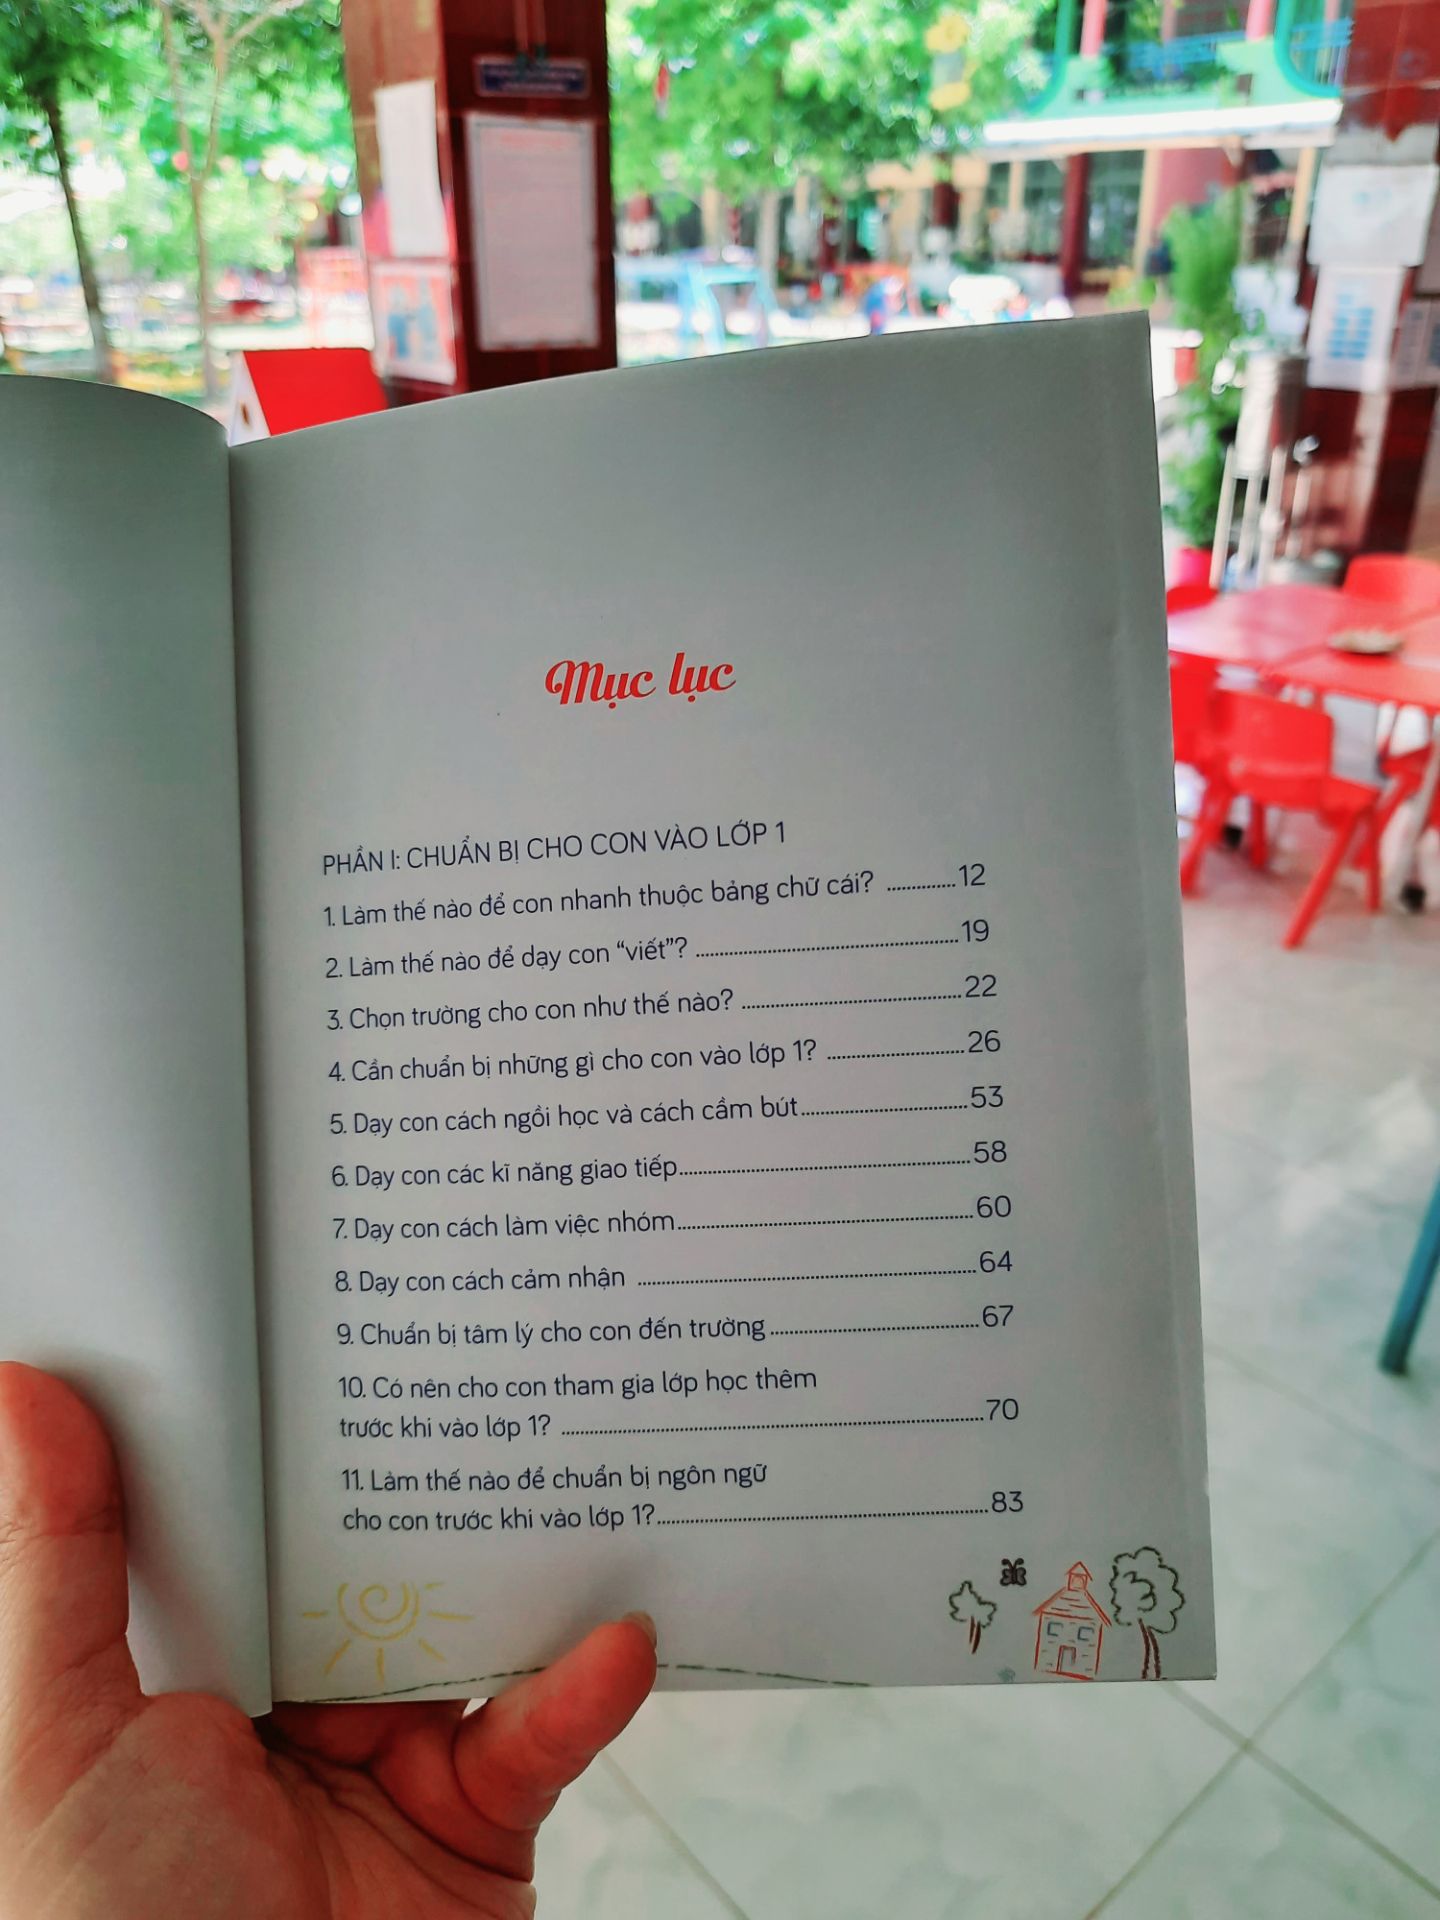 Mục lục
PHẦN I: CHUẨN BỊ CHO CON VÀO LỚP 1
1. Làm thế nào để con nhanh thuộc bảng chữ cái? ..............12
2. Làm thế nào để dạy con “viết”? ......................................................19
3. Chọn trường cho con như thế nào? .............................................22
4. Cần chuẩn bị những gì cho con vào lớp 1? ............................26
5. Dạy con cách ngồi học và cách cầm bút..................................53
6. Dạy con các kĩ năng giao tiếp............................................................58
7. Dạy con cách làm việc nhóm.............................................................60
8. Dạy con cách cảm nhận ......................................................................64
9. Chuẩn bị tâm lý cho con đến trường...........................................67
10. Có nên cho con tham gia lớp học thêm
trước khi vào lớp 1? ........................................................................................70
11. Làm thế nào để chuẩn bị ngôn ngữ
cho con trước khi vào lớp 1?....................................................................83